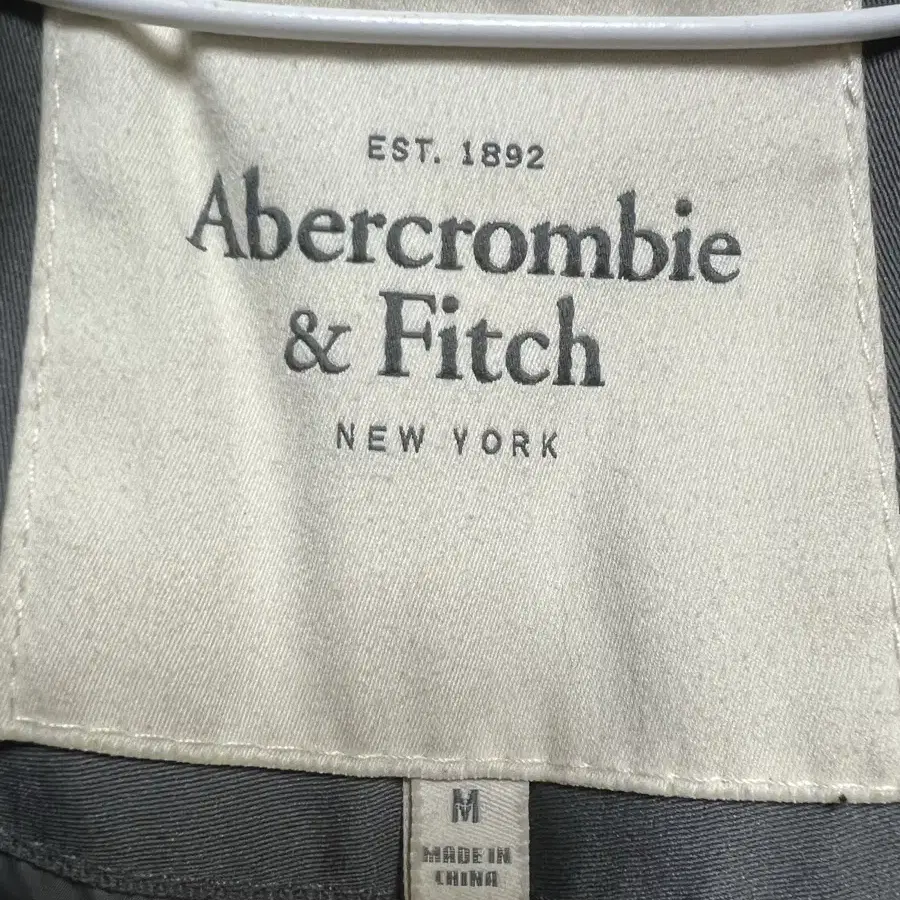 EST. 1892
Abercrombie
& Fitch
NEW YORK
M
MADE IN
CHINA